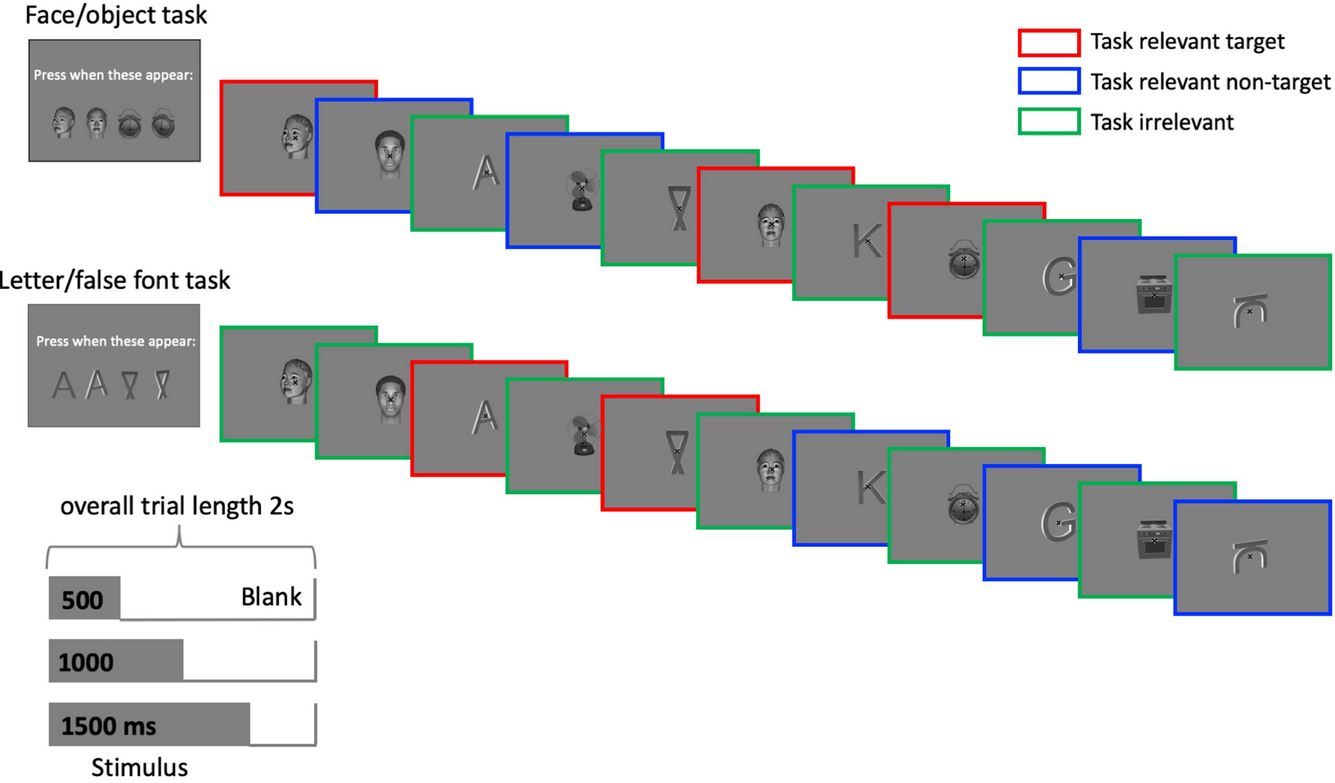 Face/object task
Press when these appear:
Task relevant target
Task relevant non-target
Task irrelevant
A
K
G
Letter/false font task
Press when these appear:
A A
A
K
G
overall trial length 2s
500
Blank
1000
1500 ms
Stimulus